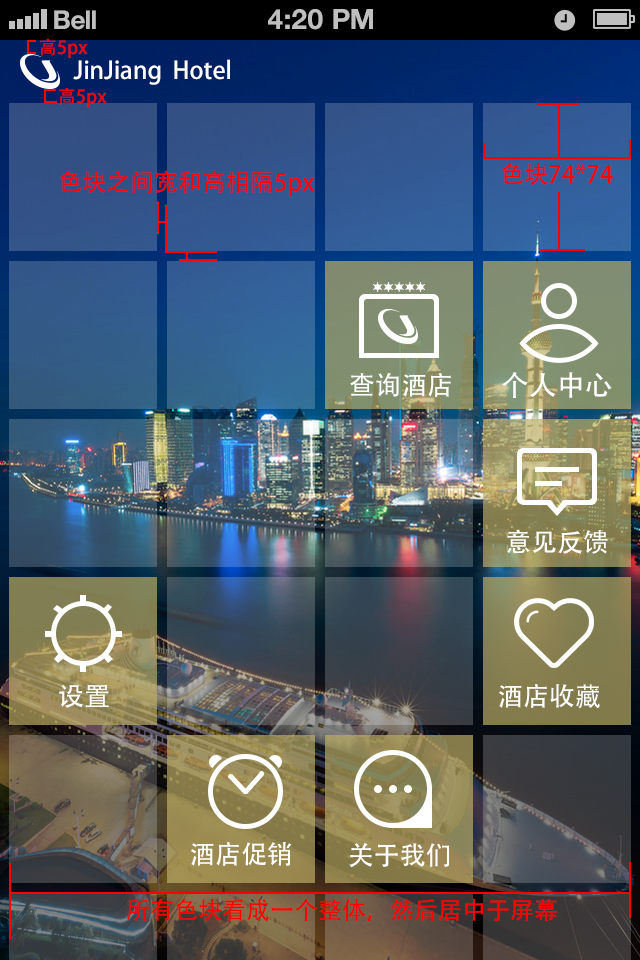 Bell 4:20 PM
高5px
JinJiang Hotel
高5px
色块之间宽和高相隔5px
色块74*74
查询酒店
个人中心
意见反馈
设置
酒店收藏
酒店促销
关于我们
所有色块看成一个整体，然后居中于屏幕